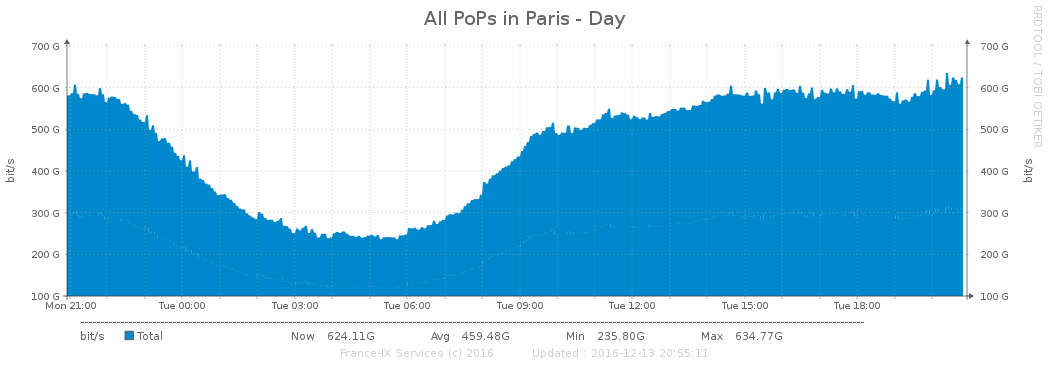 All PoPs in Paris - Day
RRDTOOL / TOBI OETIKER
700 G 700 G
600 G 600 G
500 G 500 G
400 G 400 G
300 G 300 G
200 G 200 G
100 G 100 G
bit/s bit/s
Mon 21:00 Tue 00:00 Tue 03:00 Tue 06:00 Tue 09:00 Tue 12:00 Tue 15:00 Tue 18:00
bit/s Total Now 624.11G Avg 459.48G Min 235.80G Max 634.77G
France-IX Services (c) 2016 Updated : 2016-12-13 20:55:11